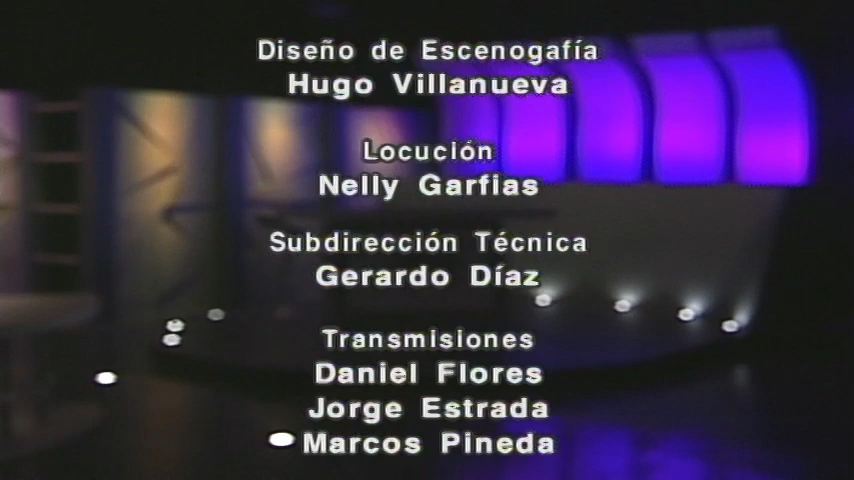 Diseño de Escenogafía
Hugo Villanueva
Locución
Nelly Garfias
Subdirección Técnica
Gerardo Díaz
Transmisiones
Daniel Flores
Jorge Estrada
Marcos Pineda